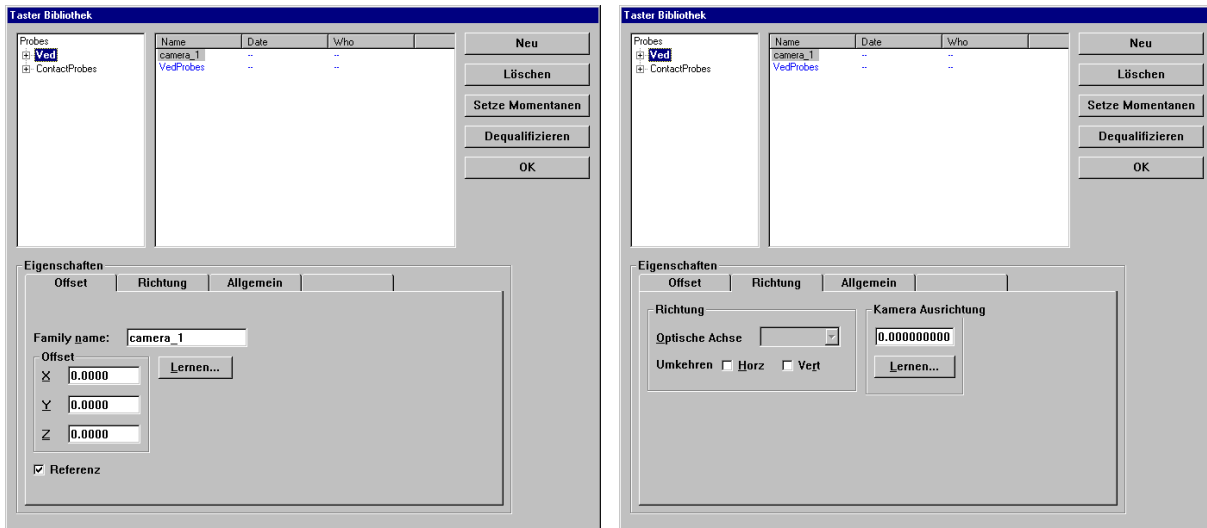 Taster Bibliothek
Probes
Ved
ContactProbes
Name Date Who
camera_1 -- --
VedProbes -- --
Neu
Löschen
Setze Momentanen
Dequalifizieren
OK
Eigenschaften
Offset Richtung Allgemein
Family name: camera_1
Offset
X 0.0000
Lernen...
Y 0.0000
Z 0.0000
Referenz
Taster Bibliothek
Probes
Ved
ContactProbes
Name Date Who
camera_1 -- --
VedProbes -- --
Neu
Löschen
Setze Momentanen
Dequalifizieren
OK
Eigenschaften
Offset Richtung Allgemein
Richtung
Optische Achse
Umkehren Horz Vert
Kamera Ausrichtung
0.000000000
Lernen...